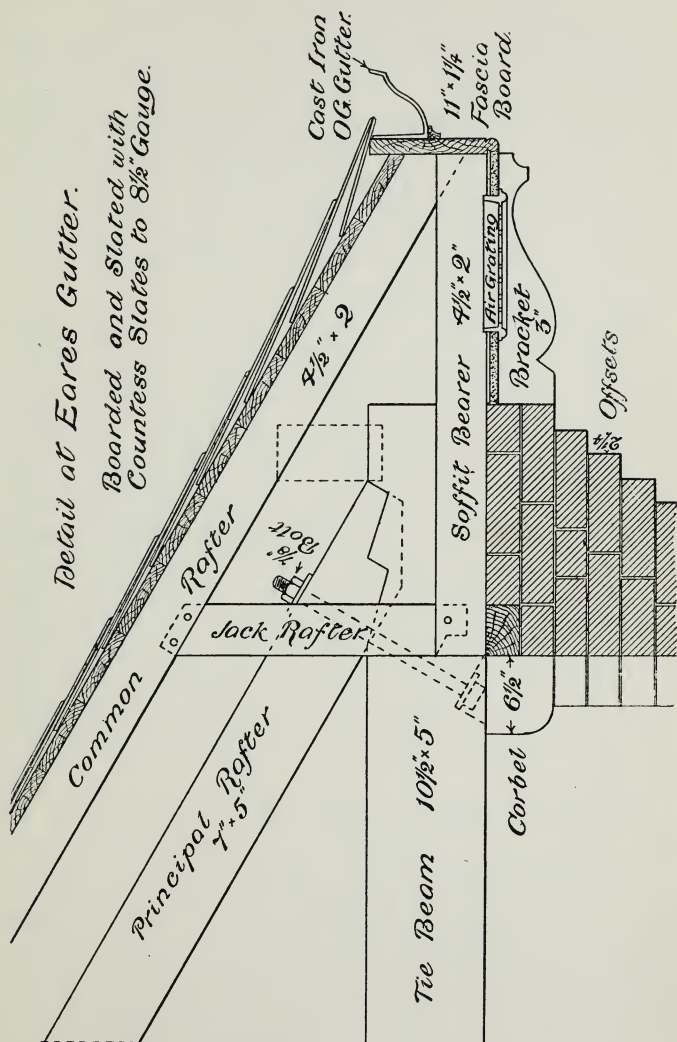 Detail at Eares Gutter.
Boarded and Slated with
Countess Slates to 8½" Gauge.
Cast Iron
OG. Gutter.
11" × 1¼"
Fascia
Board.
Common Rafter 4½" × 2
Jack Rafter
⅞"
Bolt
Principal Rafter
7" × 5"
Soffit Bearer 4½" × 2"
Air Grating
Bracket
3"
Tie Beam 10½" × 5"
6½"
Corbel
2¼ Offsets